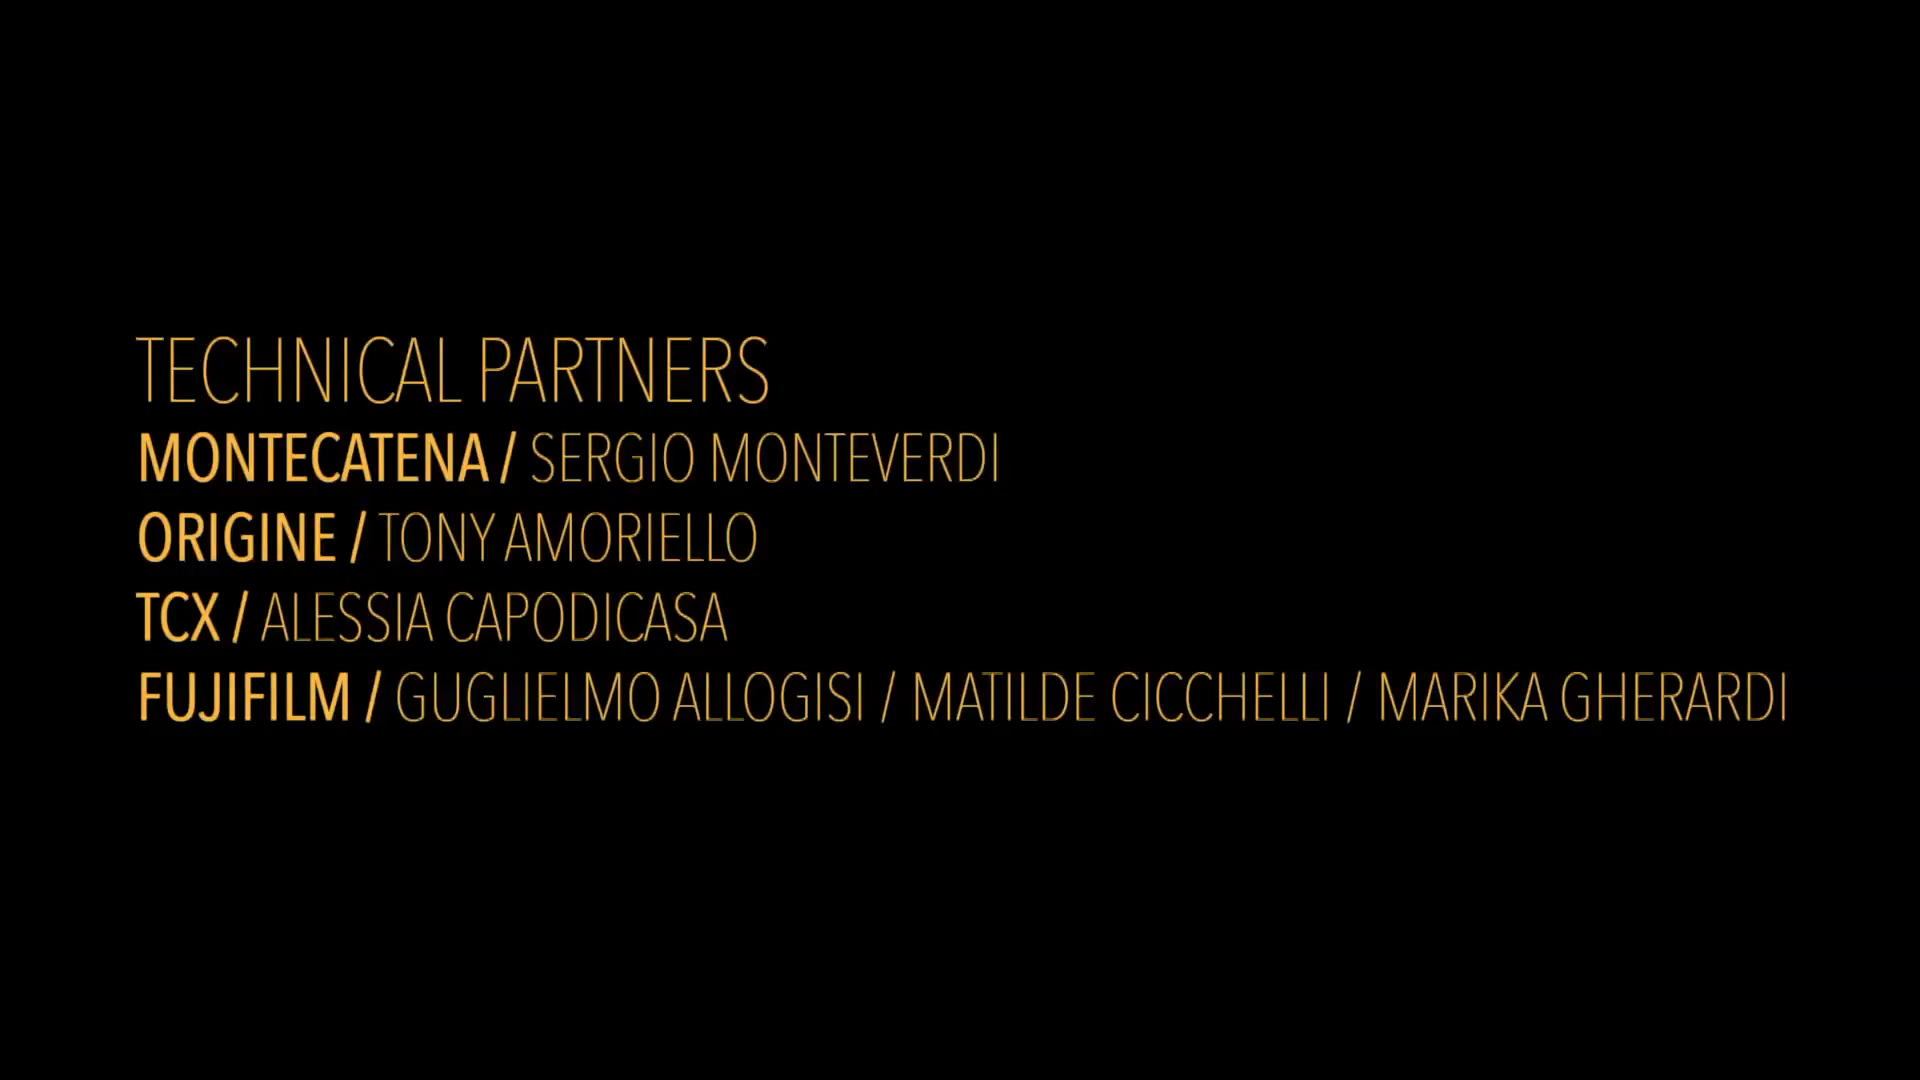 TECHNICAL PARTNERS
MONTECATENA / SERGIO MONTEVERDI
ORIGINE / TONY AMORIELLO
TCX / ALESSIA CAPODICASA
FUJIFILM / GUGLIELMO ALLOGISI / MATILDE CICCHELLI / MARIKA GHERARDI